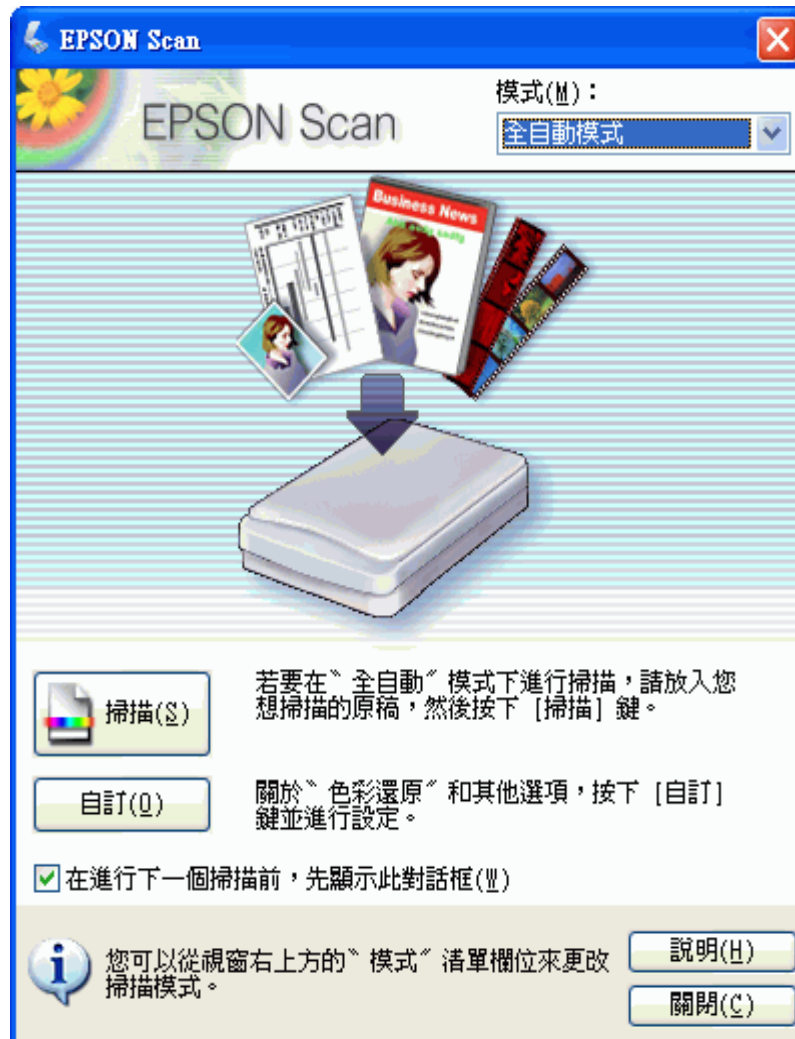 EPSON Scan
EPSON Scan
模式(M)：
全自動模式
Business News
掃描(S)
若要在〝全自動〞模式下進行掃描，請放入您
想掃描的原稿，然後按下 [掃描] 鍵。
自訂(O)
關於〝色彩還原〞和其他選項，按下 [自訂]
鍵並進行設定。
在進行下一個掃描前，先顯示此對話框(W)
您可以從視窗右上方的〝模式〞清單欄位來更改
掃描模式。
說明(H)
關閉(C)